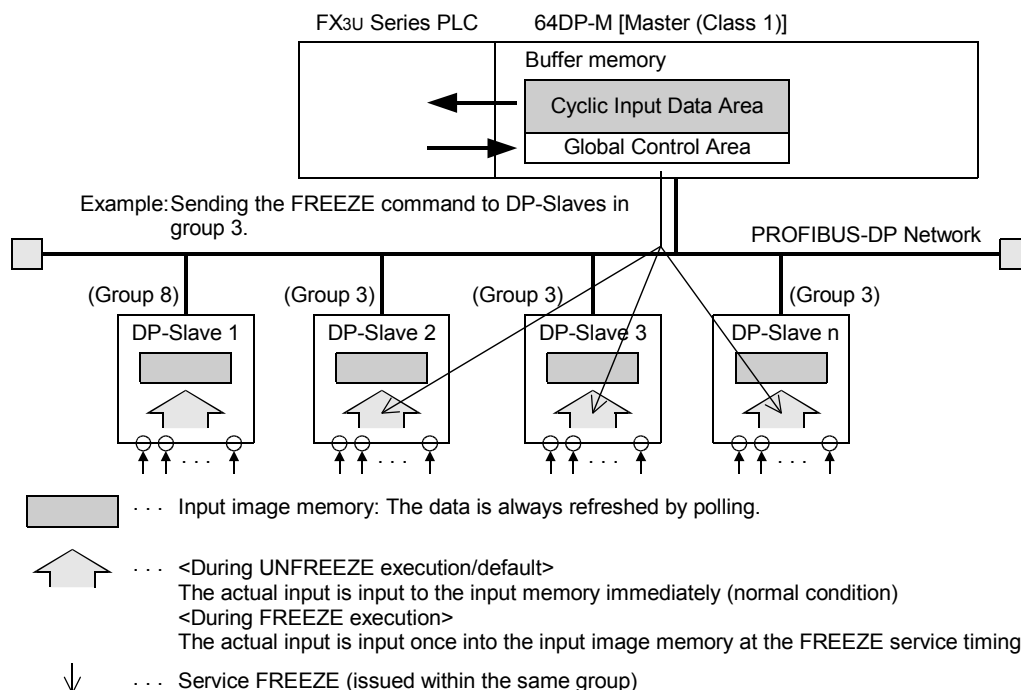 FX3U Series PLC 64DP-M [Master (Class 1)]
Buffer memory
Cyclic Input Data Area
Global Control Area
Example: Sending the FREEZE command to DP-Slaves in
group 3.
PROFIBUS-DP Network
(Group 8) (Group 3) (Group 3) (Group 3)
DP-Slave 1 DP-Slave 2 DP-Slave 3 DP-Slave n
. . . . . . . . . . . .
. . . Input image memory: The data is always refreshed by polling.
. . . <During UNFREEZE execution/default>
The actual input is input to the input memory immediately (normal condition)
<During FREEZE execution>
The actual input is input once into the input image memory at the FREEZE service timing
. . . Service FREEZE (issued within the same group)